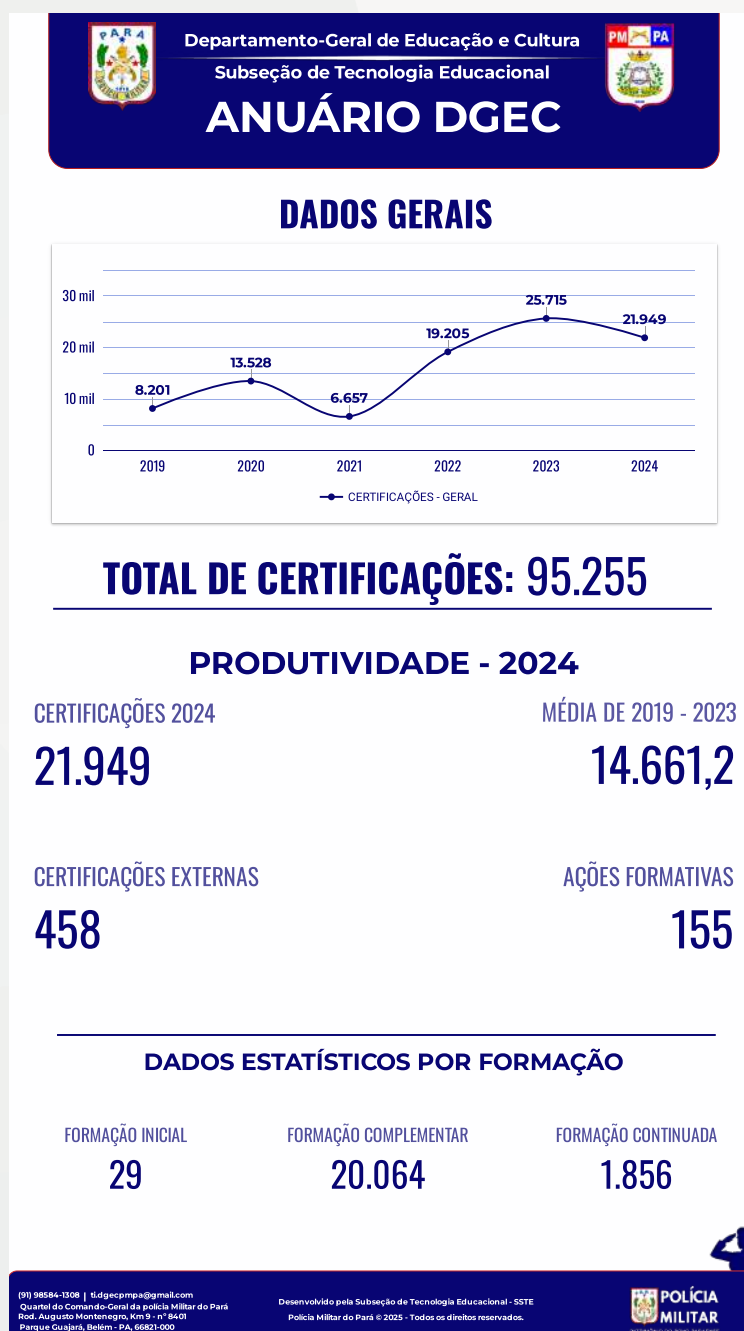 PARÁ
Departamento-Geral de Educação e Cultura
PM PA
Subseção de Tecnologia Educacional
ANUÁRIO DGEC
DADOS GERAIS
30 mil
20 mil
10 mil
0
8.201
13.528
6.657
19.205
25.715
21.949
2019 2020 2021 2022 2023 2024
CERTIFICAÇÕES - GERAL
TOTAL DE CERTIFICAÇÕES: 95.255
PRODUTIVIDADE - 2024
CERTIFICAÇÕES 2024 MÉDIA DE 2019 - 2023
21.949 14.661,2
CERTIFICAÇÕES EXTERNAS AÇÕES FORMATIVAS
458 155
DADOS ESTATÍSTICOS POR FORMAÇÃO
FORMAÇÃO INICIAL FORMAÇÃO COMPLEMENTAR FORMAÇÃO CONTINUADA
29 20.064 1.856
(91) 98584-1308 | ti.dgecpmpa@gmail.com
Quartel do Comando-Geral da polícia Militar do Pará
Rod. Augusto Montenegro, Km 9 - nº 8401
Parque Guajará, Belém - PA, 66821-000
Desenvolvido pela Subseção de Tecnologia Educacional - SSTE
Polícia Militar do Pará © 2025 - Todos os direitos reservados.
POLÍCIA
MILITAR